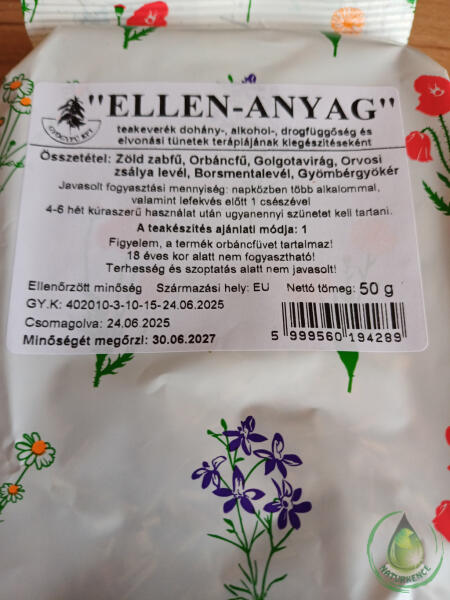 "ELLEN-ANYAG"
GYÓGYFŰ KFT
teakeverék dohány-, alkohol-, drogfüggőség és
elvonási tünetek terápiájának kiegészítéseként
Összetétel: Zöld zabfű, Orbáncfű, Golgotavirág, Orvosi
zsálya levél, Borsmentalevél, Gyömbérgyökér
Javasolt fogyasztási mennyiség: napközben több alkalommal,
valamint lefekvés előtt 1 csészével
4-6 hét kúraszerű használat után ugyanennyi szünetet kell tartani.
A teakészítés ajánlati módja: 1
Figyelem, a termék orbáncfüvet tartalmaz!
18 éves kor alatt nem fogyasztható!
Terhesség és szoptatás alatt nem javasolt!
Ellenőrzött minőség Származási hely: EU Nettó tömeg: 50 g
GY.K: 402010-3-10-15-24.06.2025
Csomagolva: 24.06.2025
Minőségét megőrzi: 30.06.2027
5 999560 194289
NATURKENCE